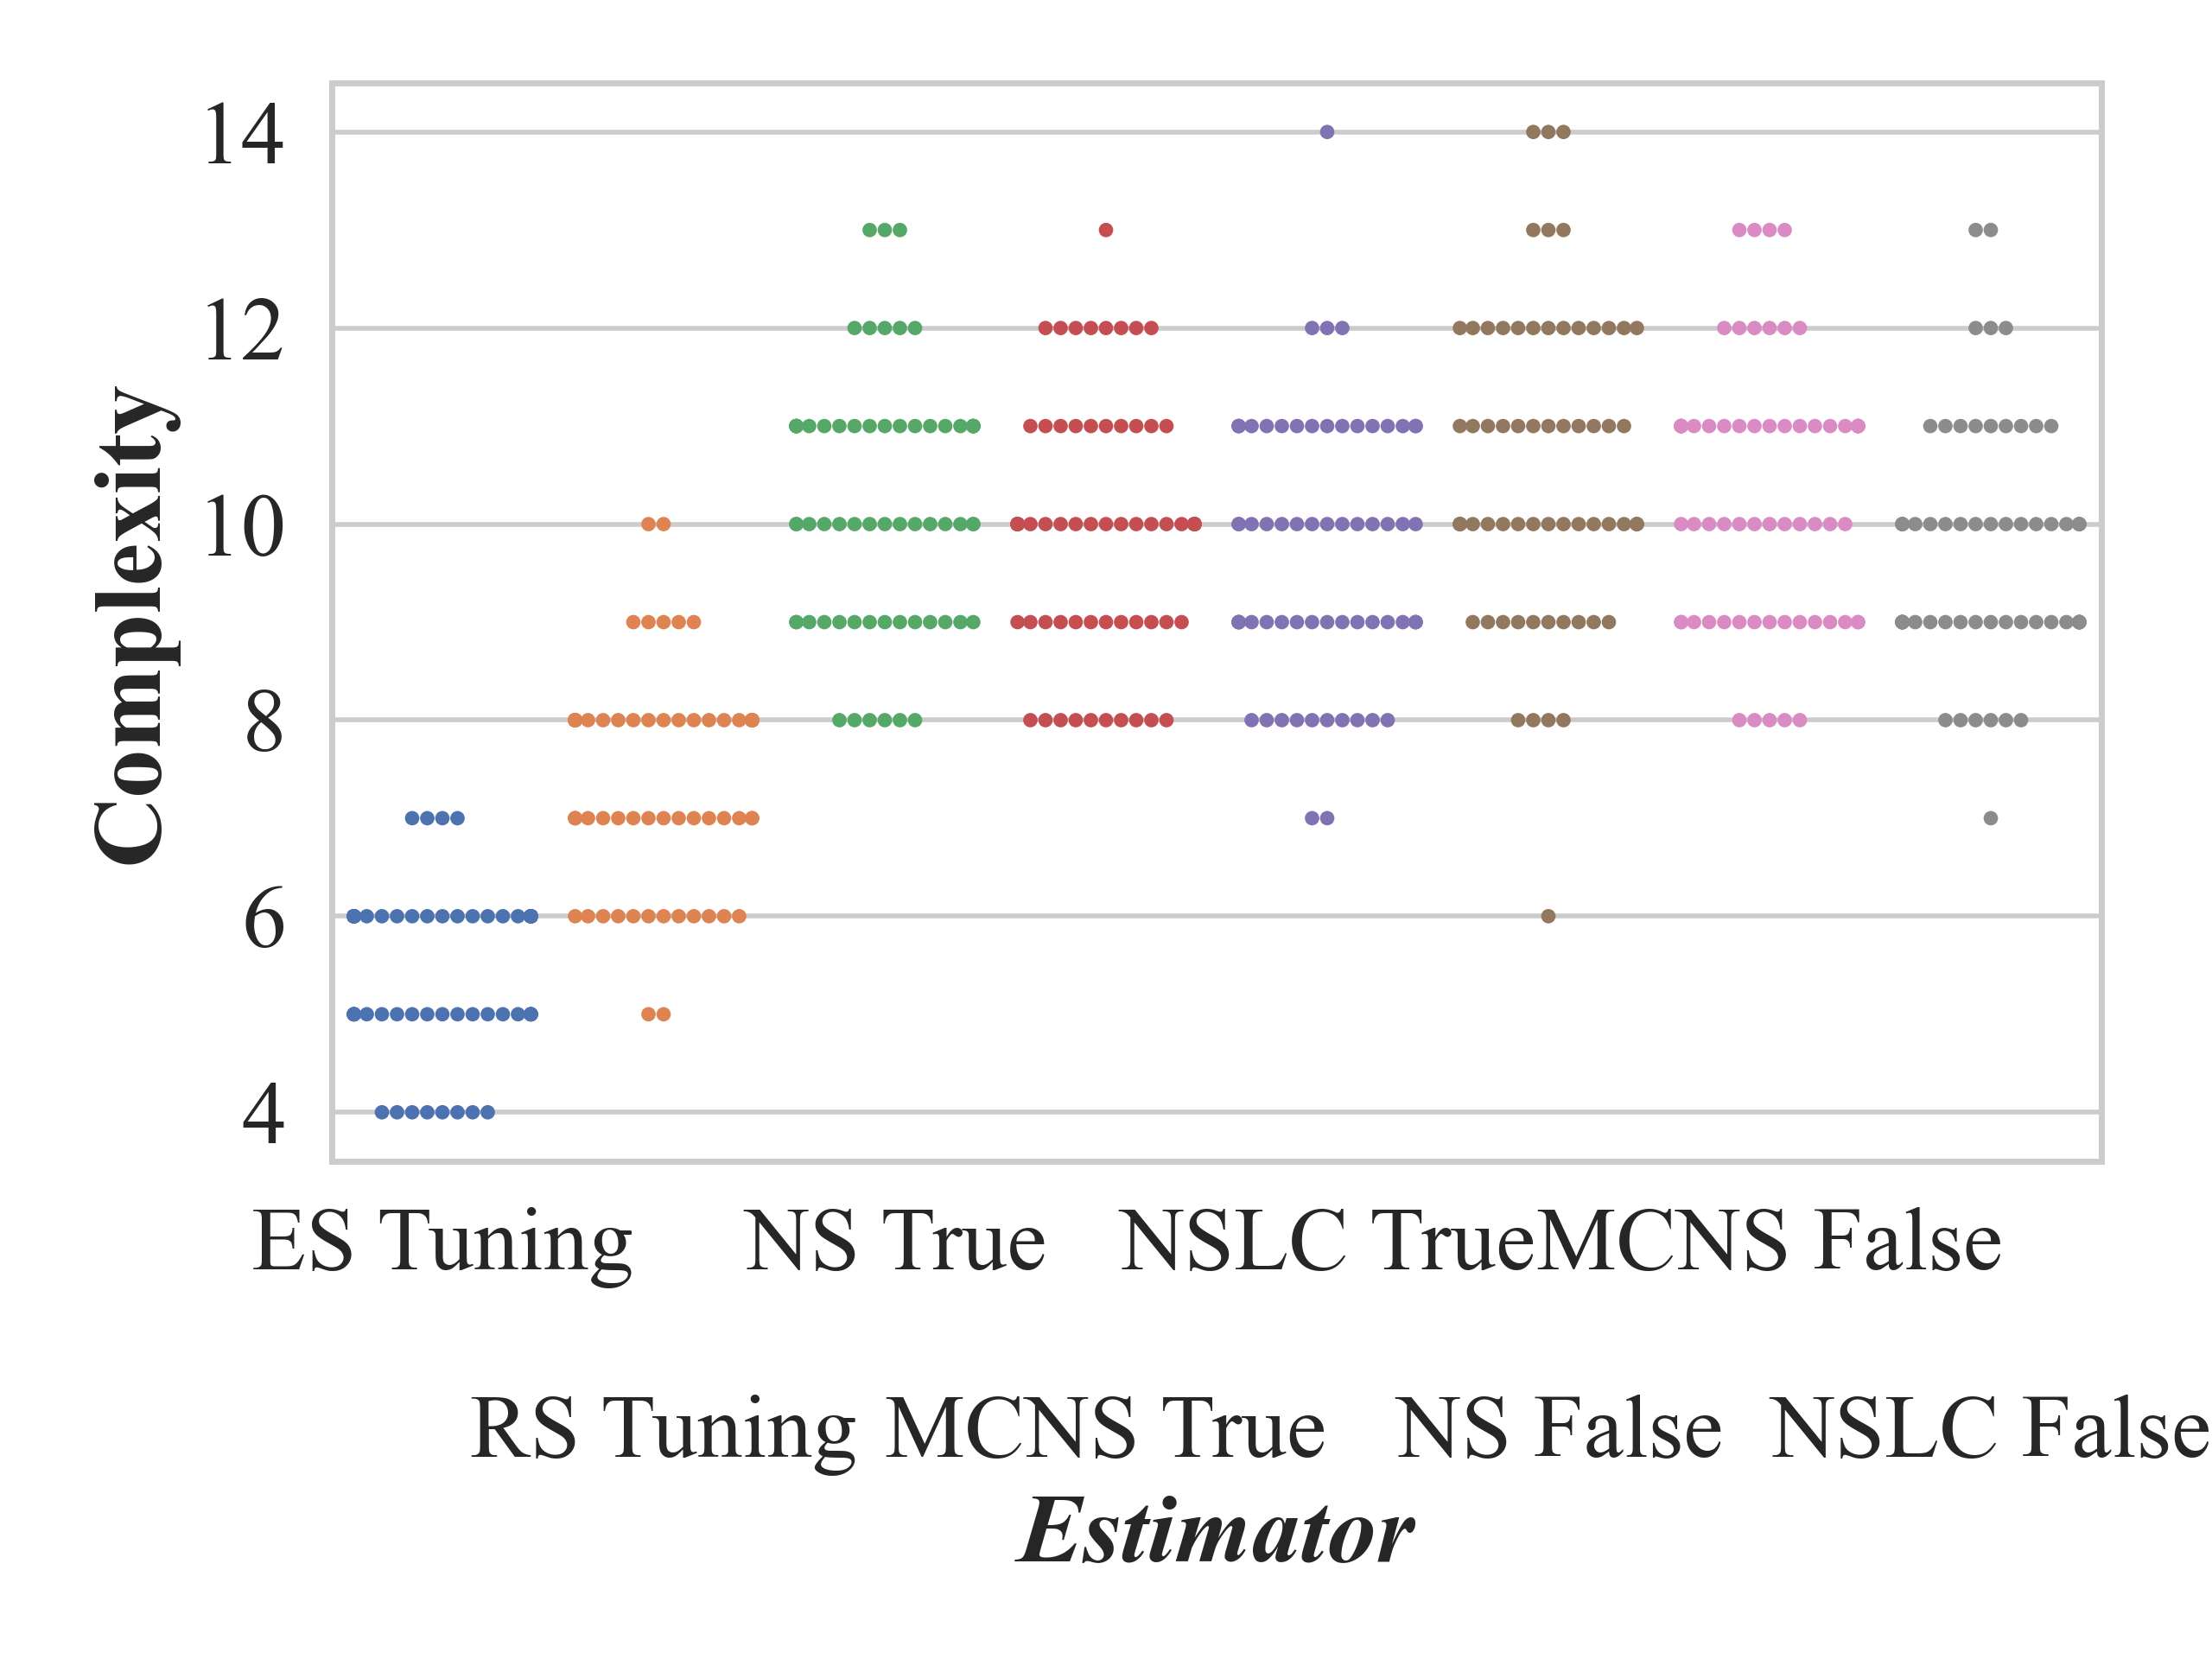 14
12
10
8
6
4
Complexity
ES Tuning NS True NSLC True MCNS False
RS Tuning MCNS True NS False NSLC False
Estimator